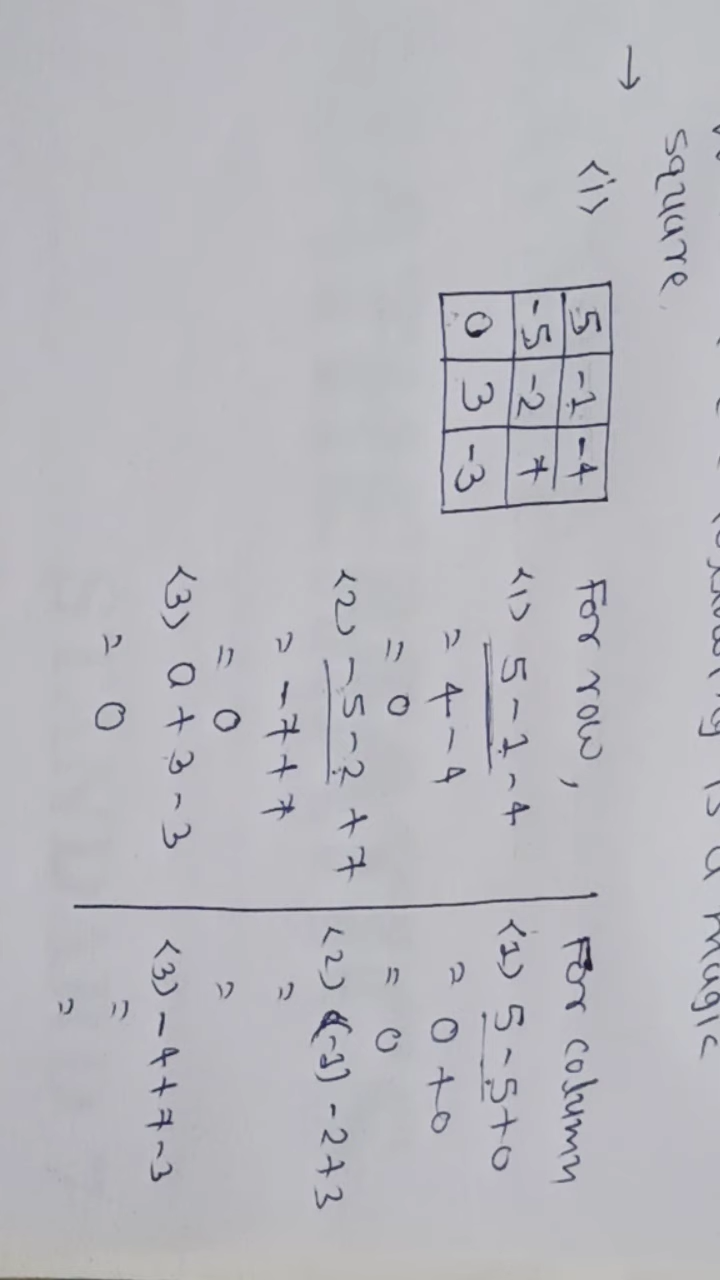 is a magic
square.
→ <i>
5 -1 -4
-5 -2 7
0 3 -3
For row,
<1> 5-1-4
= 4-4
= 0
<2> -5-2+7
= -7+7
= 0
<3> 0+3-3
= 0
For column
<1> 5-5+0
= 0+0
= 0
<2> (-1)-2+3
=
=
<3> -4+7-3
=
=